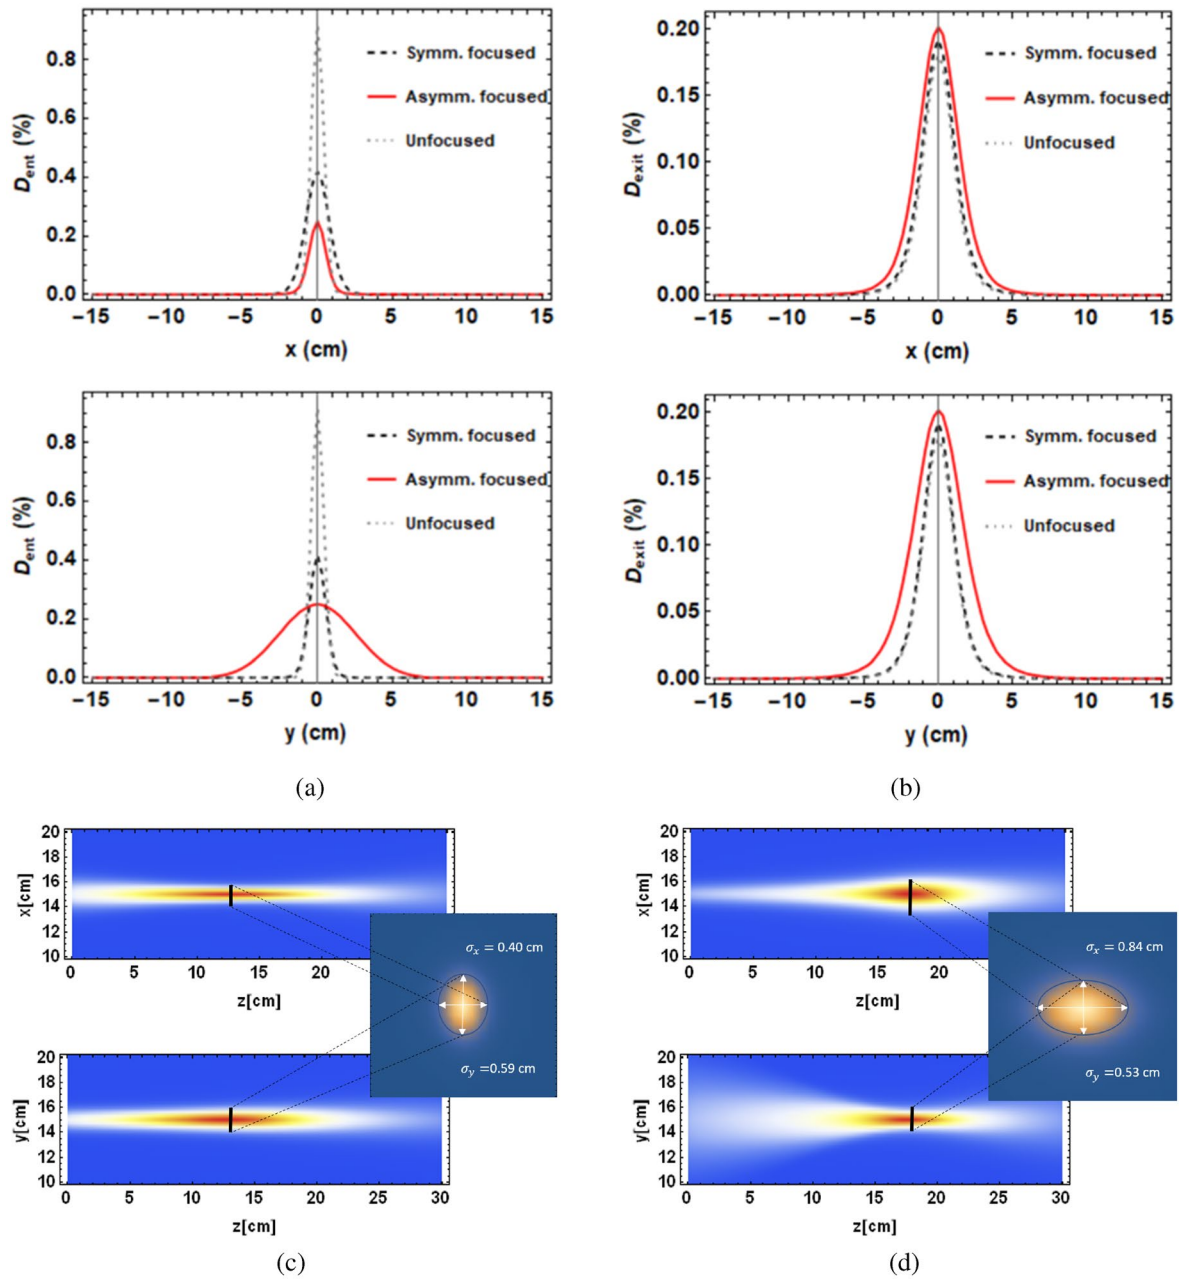 0.8
0.6
0.4
0.2
0.0
D_ent (%)
Symm. focused
Asymm. focused
Unfocused
−15 −10 −5 0 5 10 15
x (cm)
0.20
0.15
0.10
0.05
0.00
D_exit (%)
Symm. focused
Asymm. focused
Unfocused
−15 −10 −5 0 5 10 15
x (cm)
0.8
0.6
0.4
0.2
0.0
D_ent (%)
Symm. focused
Asymm. focused
Unfocused
−15 −10 −5 0 5 10 15
y (cm)
0.20
0.15
0.10
0.05
0.00
D_exit (%)
Symm. focused
Asymm. focused
Unfocused
−15 −10 −5 0 5 10 15
y (cm)
(a)
(b)
20
18
16
14
12
10
x[cm]
0 5 10 15 20
z[cm]
σx = 0.40 cm
σy =0.59 cm
20
18
16
14
12
10
y[cm]
0 5 10 15 20 25 30
z[cm]
20
18
16
14
12
10
x[cm]
0 5 10 15 20
z[cm]
σx = 0.84 cm
σy =0.53 cm
20
18
16
14
12
10
y[cm]
0 5 10 15 20 25 30
z[cm]
(c)
(d)